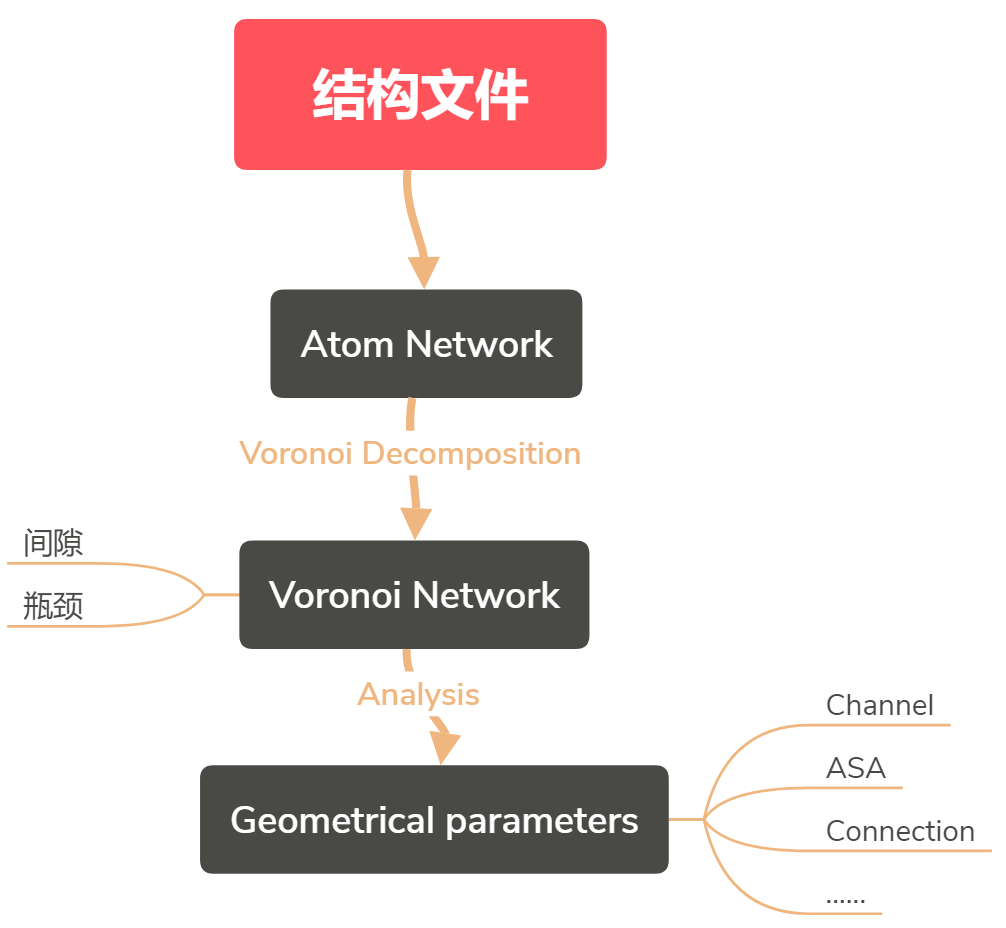 结构文件
Atom Network
Voronoi Decomposition
间隙
瓶颈
Voronoi Network
Analysis
Geometrical parameters
Channel
ASA
Connection
......